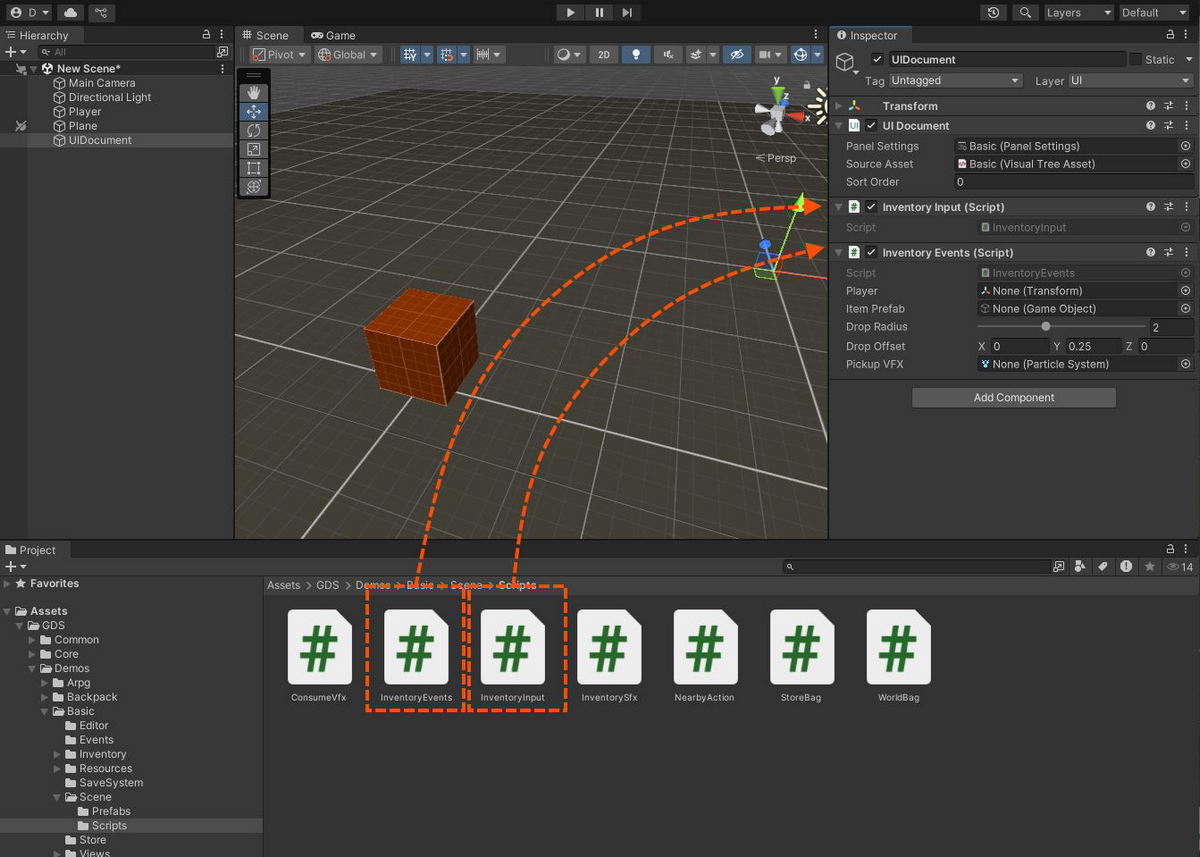 D
Layers
Default
Hierarchy
All
New Scene*
Main Camera
Directional Light
Player
Plane
UIDocument
Scene
Game
Pivot
Global
2D
y
z
x
Persp
Inspector
UIDocument
Static
Tag
Untagged
Layer
UI
Transform
UI Document
Panel Settings
Basic (Panel Settings)
Source Asset
Basic (Visual Tree Asset)
Sort Order
0
Inventory Input (Script)
Script
InventoryInput
Inventory Events (Script)
Script
InventoryEvents
Player
None (Transform)
Item Prefab
None (Game Object)
Drop Radius
2
Drop Offset
X 0 Y 0.25 Z 0
Pickup VFX
None (Particle System)
Add Component
Project
14
Favorites
Assets
GDS
Common
Core
Demos
Arpg
Backpack
Basic
Editor
Events
Inventory
Resources
SaveSystem
Scene
Prefabs
Scripts
Store
Views
Assets > GDS > Demos > Basic > Scene > Scripts
ConsumeVfx
InventoryEvents
InventoryInput
InventorySfx
NearbyAction
StoreBag
WorldBag